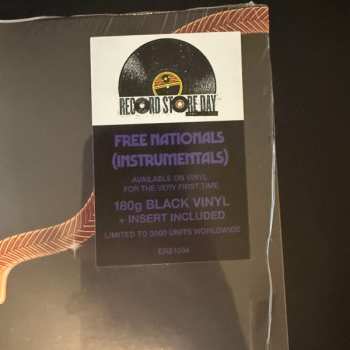 RECORD STORE DAY
FREE NATIONALS
(INSTRUMENTALS)
AVAILABLE ON VINYL
FOR THE VERY FIRST TIME
180g BLACK VINYL
+ INSERT INCLUDED
LIMITED TO 3000 UNITS WORLDWIDE